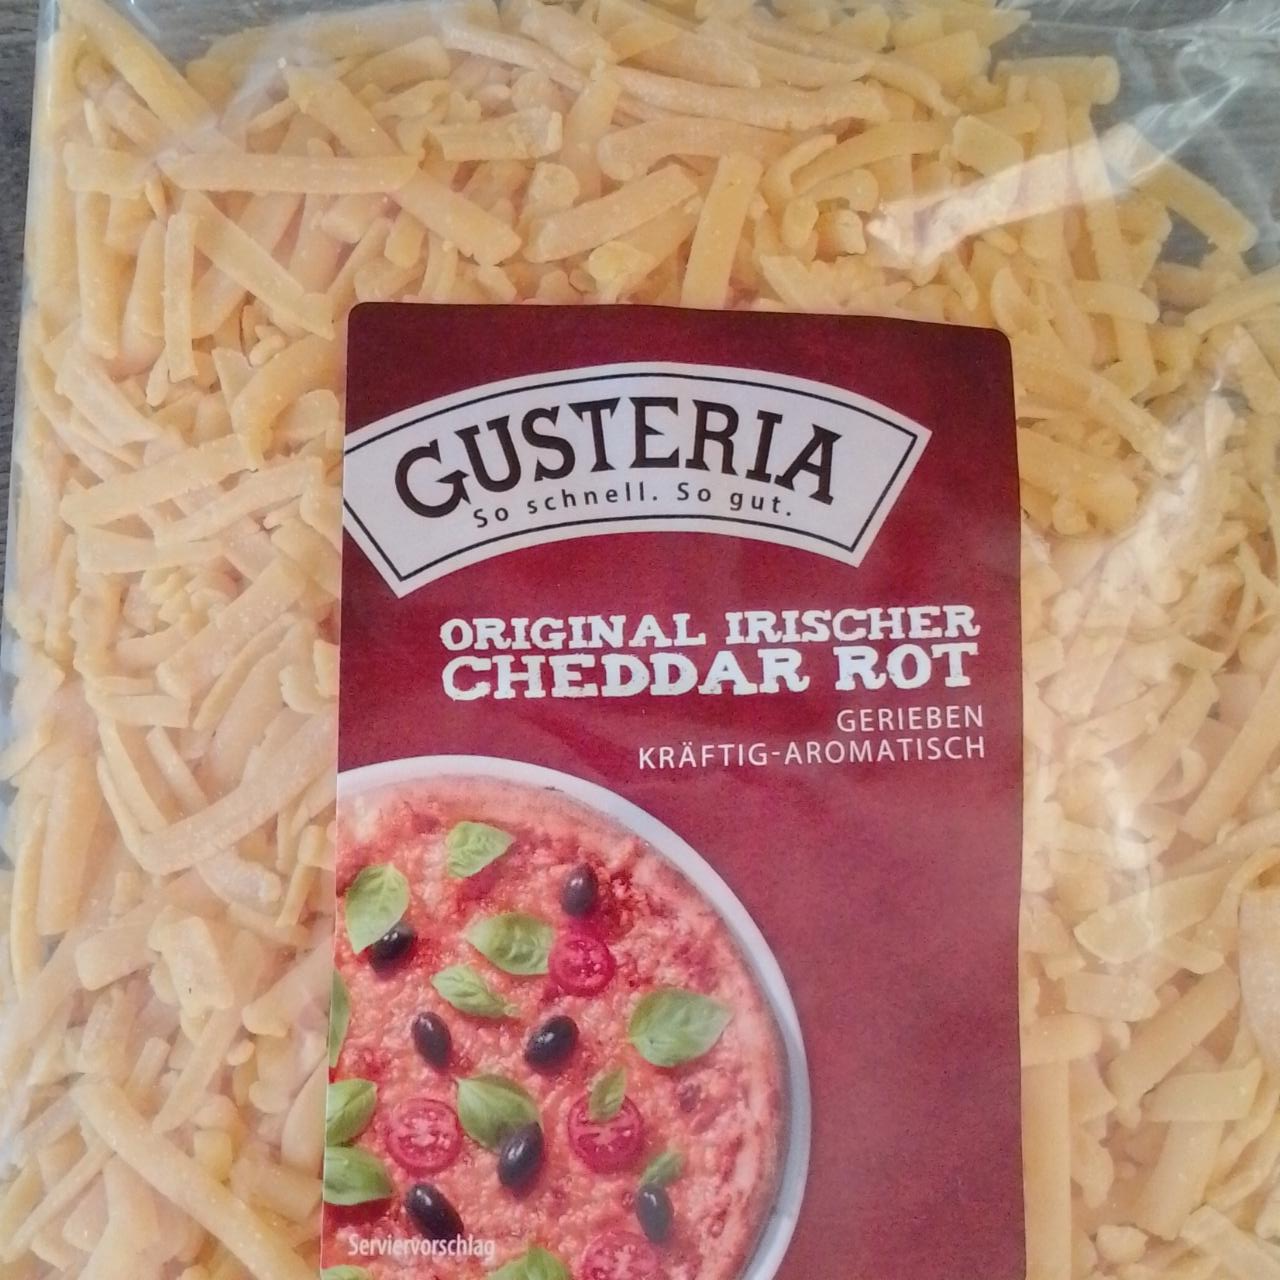 GUSTERIA
So schnell. So gut.
ORIGINAL IRISCHER
CHEDDAR ROT
GERIEBEN
KRÄFTIG-AROMATISCH
Serviervorschlag